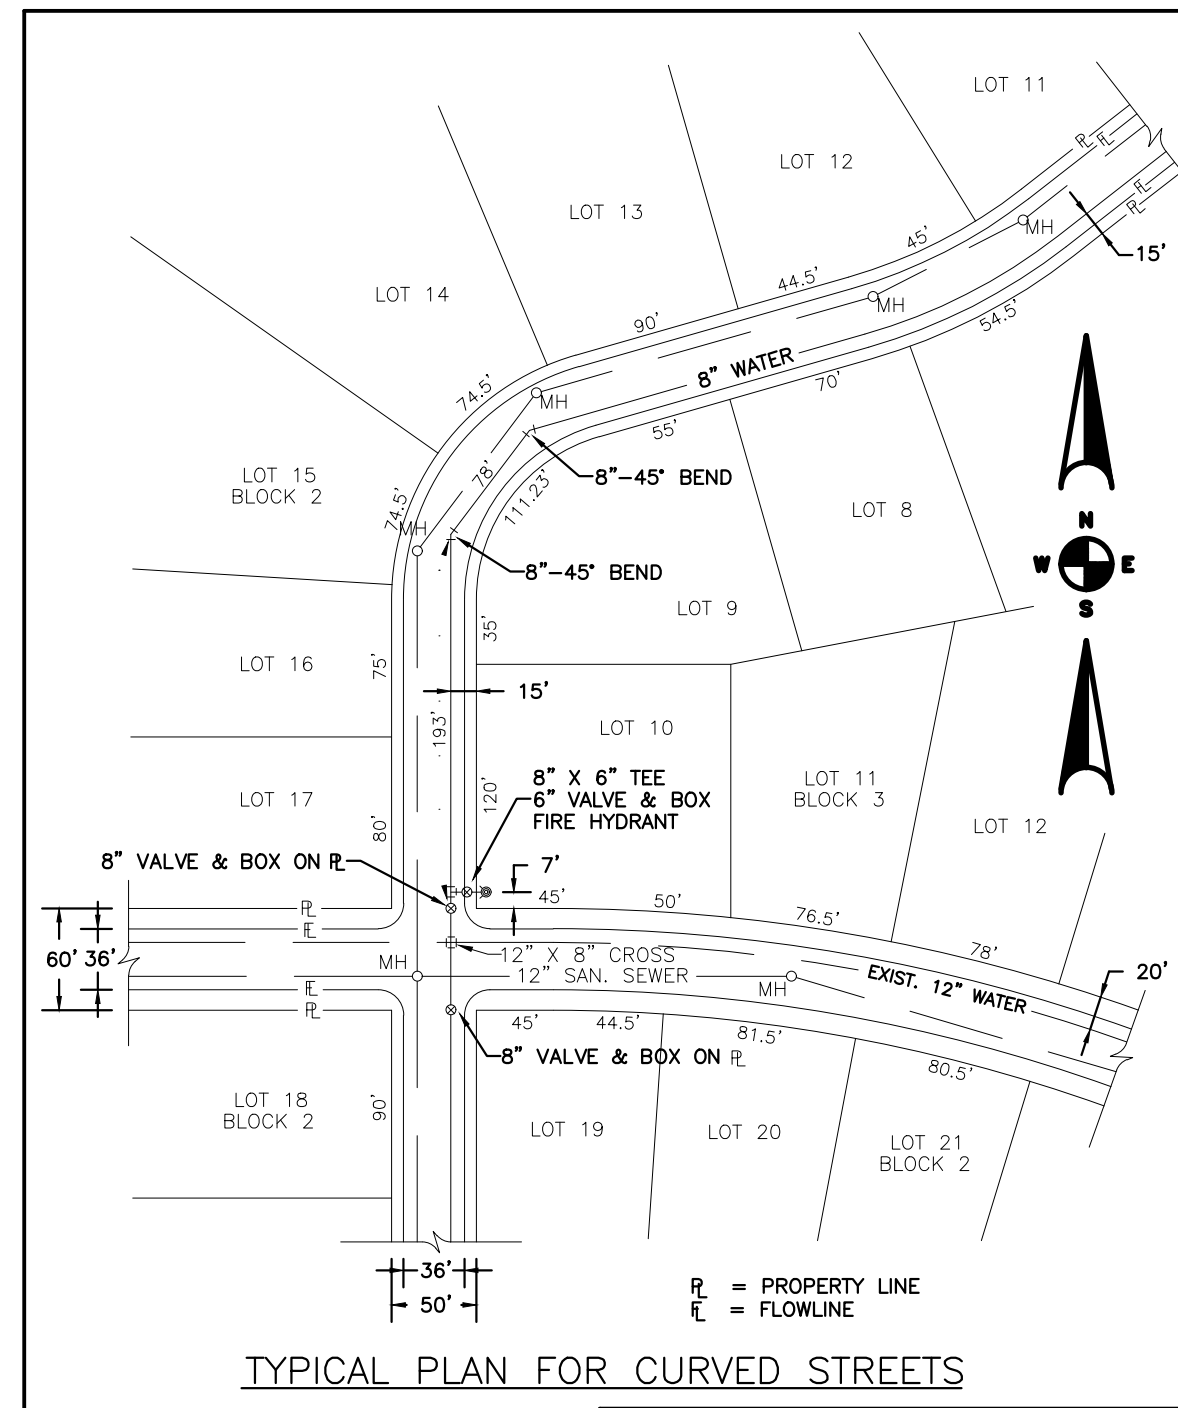 LOT 11
LOT 12
LOT 13
LOT 14
MH
15'
45'
44.5'
MH
90'
54.5'
8" WATER
70'
74.5'
MH
55'
8"-45° BEND
78'
111.23'
LOT 15
BLOCK 2
74.5'
MH
LOT 8
N
W E
S
8"-45° BEND
LOT 9
35'
LOT 16
75'
15'
193'
LOT 10
8" X 6" TEE
6" VALVE & BOX
FIRE HYDRANT
120'
LOT 11
BLOCK 3
LOT 12
LOT 17
80'
8" VALVE & BOX ON PL
7'
45'
50'
76.5'
78'
PL
FL
60' 36'
MH
12" X 8" CROSS
12" SAN. SEWER
MH
EXIST. 12" WATER
20'
FL
PL
45'
44.5'
81.5'
80.5'
8" VALVE & BOX ON PL
LOT 18
BLOCK 2
90'
LOT 19
LOT 20
LOT 21
BLOCK 2
36'
50'
PL = PROPERTY LINE
FL = FLOWLINE
PL
FL
FL
PL
TYPICAL PLAN FOR CURVED STREETS